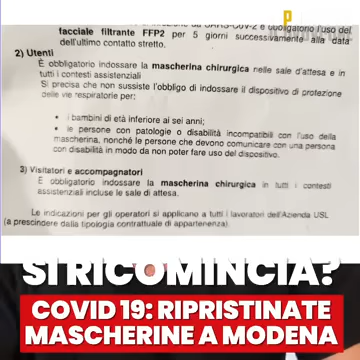 facciale filtrante FFP2 per 5 giorni successivamente alla data
dell'ultimo contatto stretto.
2) Utenti
È obbligatorio indossare la mascherina chirurgica nelle sale d'attesa e in
tutti i contesti assistenziali
Si precisa che non sussiste l'obbligo di indossare il dispositivo di protezione
delle vie respiratorie per:
• i bambini di età inferiore ai sei anni;
• le persone con patologie o disabilità incompatibili con l'uso della
mascherina, nonché le persone che devono comunicare con una persona
con disabilità in modo da non poter fare uso del dispositivo.
3) Visitatori e accompagnatori
È obbligatorio indossare la mascherina chirurgica in tutti i contesti
assistenziali incluse le sale di attesa.
Le indicazioni per gli operatori si applicano a tutti i lavoratori dell'Azienda USL
(a prescindere dalla tipologia contrattuale di appartenenza).
SI RICOMINCIA?
COVID 19: RIPRISTINATE
MASCHERINE A MODENA